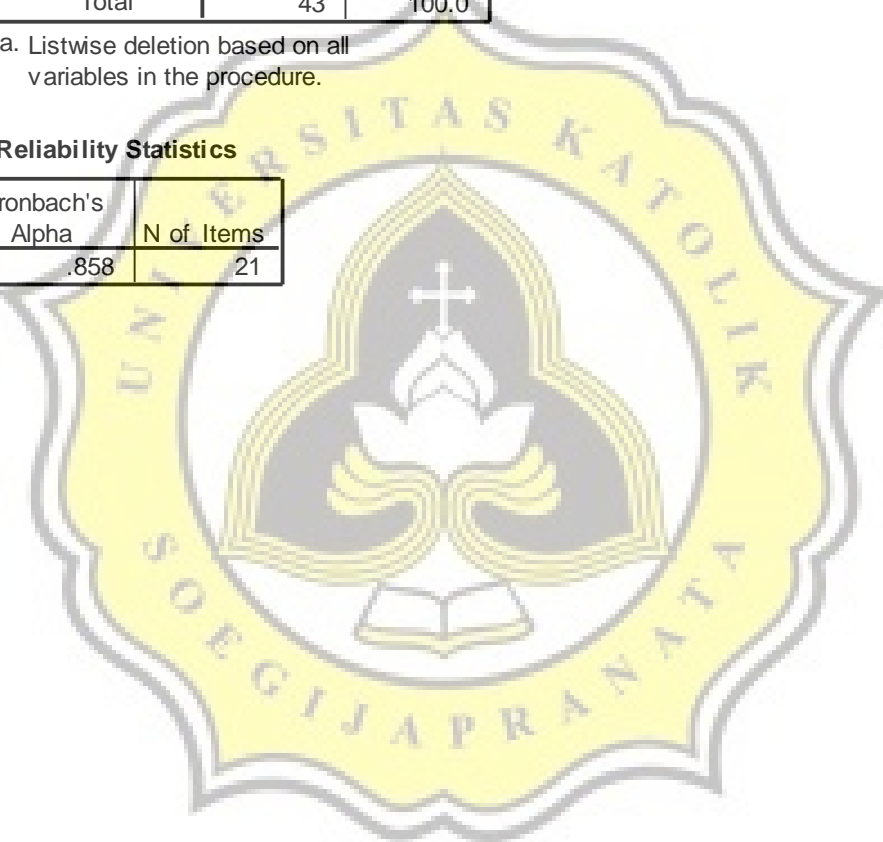 Total 43 100.0
a. Listwise deletion based on all
variables in the procedure.
Reliability Statistics
ronbach's
Alpha N of Items
.858 21
UNIVERSITAS KATOLIK
SOEGIJAPRANATA